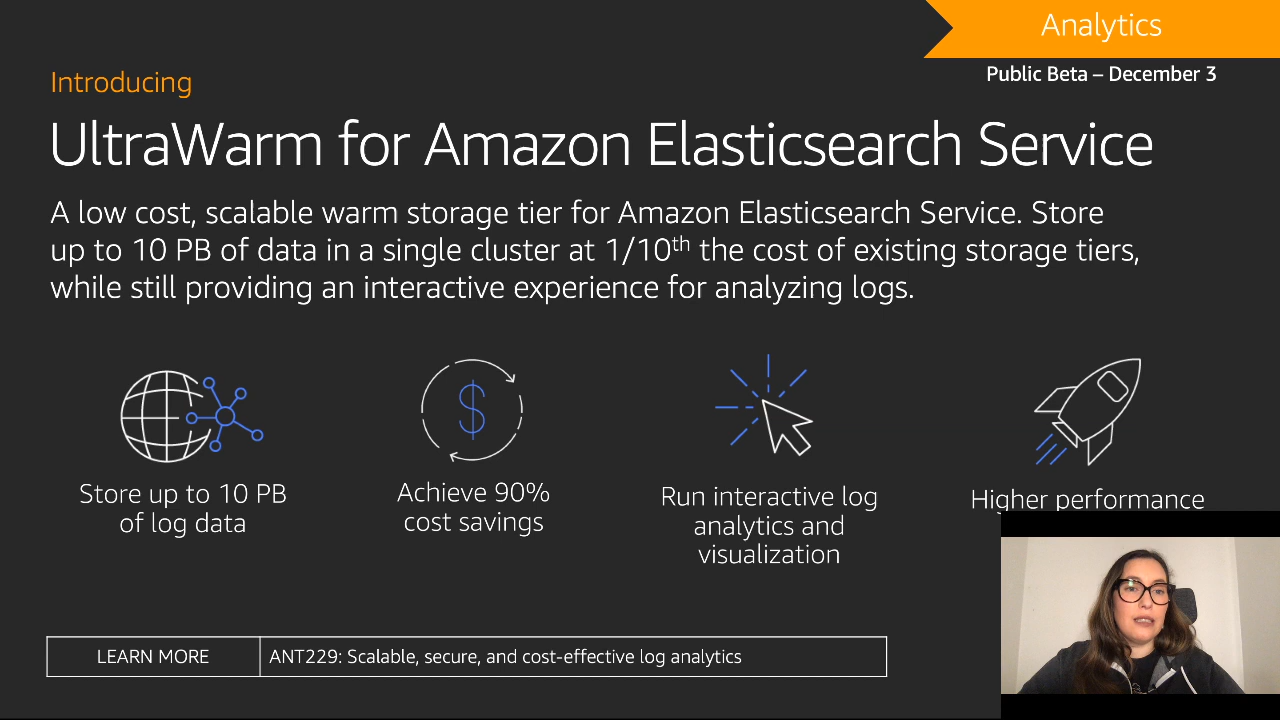 Analytics
Public Beta – December 3
Introducing
UltraWarm for Amazon Elasticsearch Service
A low cost, scalable warm storage tier for Amazon Elasticsearch Service. Store
up to 10 PB of data in a single cluster at 1/10th the cost of existing storage tiers,
while still providing an interactive experience for analyzing logs.
Store up to 10 PB
of log data
Achieve 90%
cost savings
Run interactive log
analytics and
visualization
Higher performance
LEARN MORE
ANT229: Scalable, secure, and cost-effective log analytics